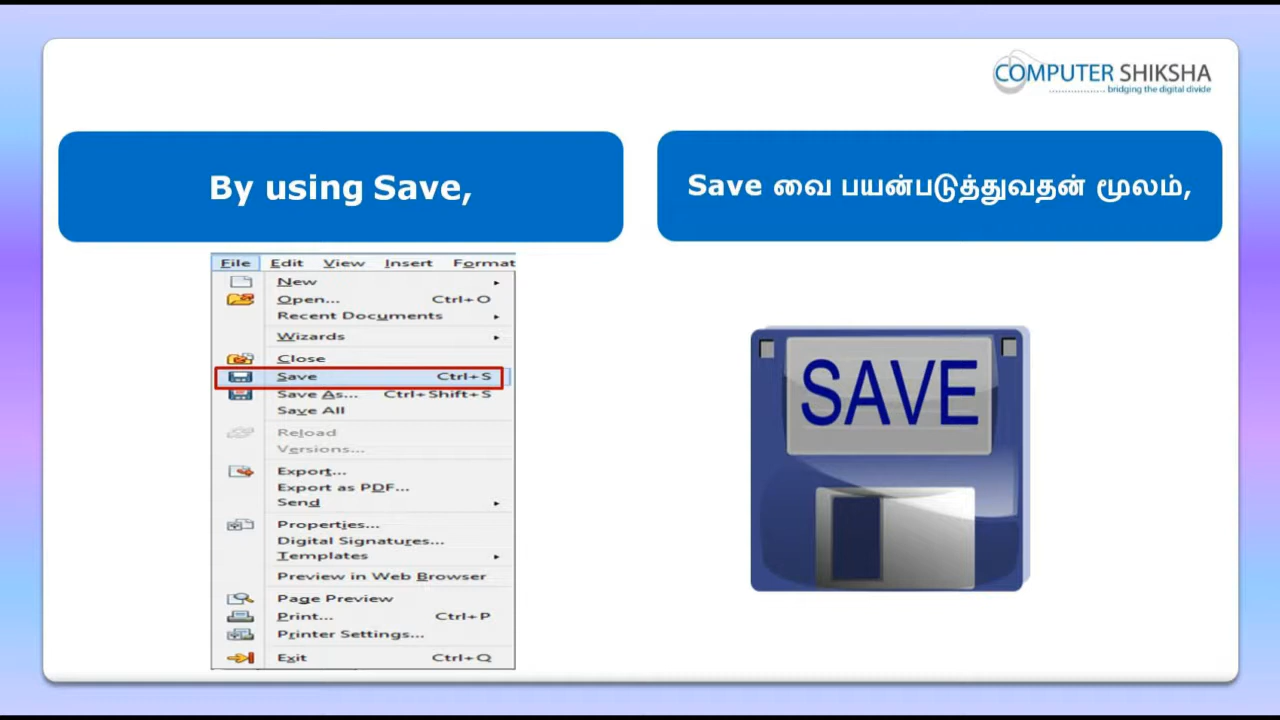 COMPUTER SHIKSHA
bridging the digital divide
By using Save,
Save வை பயன்படுத்துவதன் மூலம்,
File Edit View Insert Format
New
Open... Ctrl+O
Recent Documents
Wizards
Close
Save Ctrl+S
Save As... Ctrl+Shift+S
Save All
Reload
Versions...
Export...
Export as PDF...
Send
Properties...
Digital Signatures...
Templates
Preview in Web Browser
Page Preview
Print... Ctrl+P
Printer Settings...
Exit Ctrl+Q
SAVE